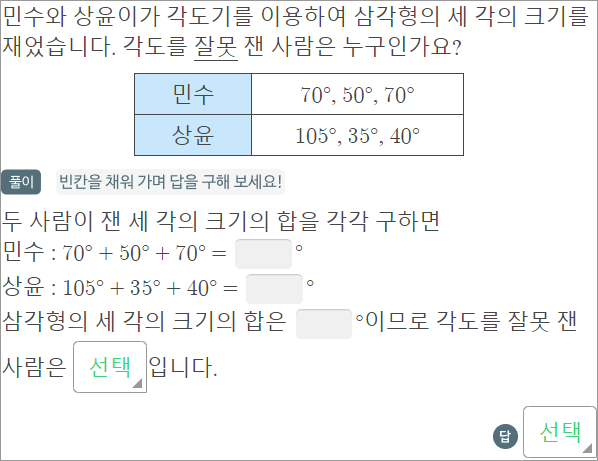 민수와 상윤이가 각도기를 이용하여 삼각형의 세 각의 크기를
재었습니다. 각도를 잘못 잰 사람은 누구인가요?
민수 70°, 50°, 70°
상윤 105°, 35°, 40°
풀이 빈칸을 채워 가며 답을 구해 보세요!
두 사람이 잰 세 각의 크기의 합을 각각 구하면
민수 : 70° + 50° + 70° = °
상윤 : 105° + 35° + 40° = °
삼각형의 세 각의 크기의 합은 °이므로 각도를 잘못 잰
사람은 선택 입니다.
답 선택